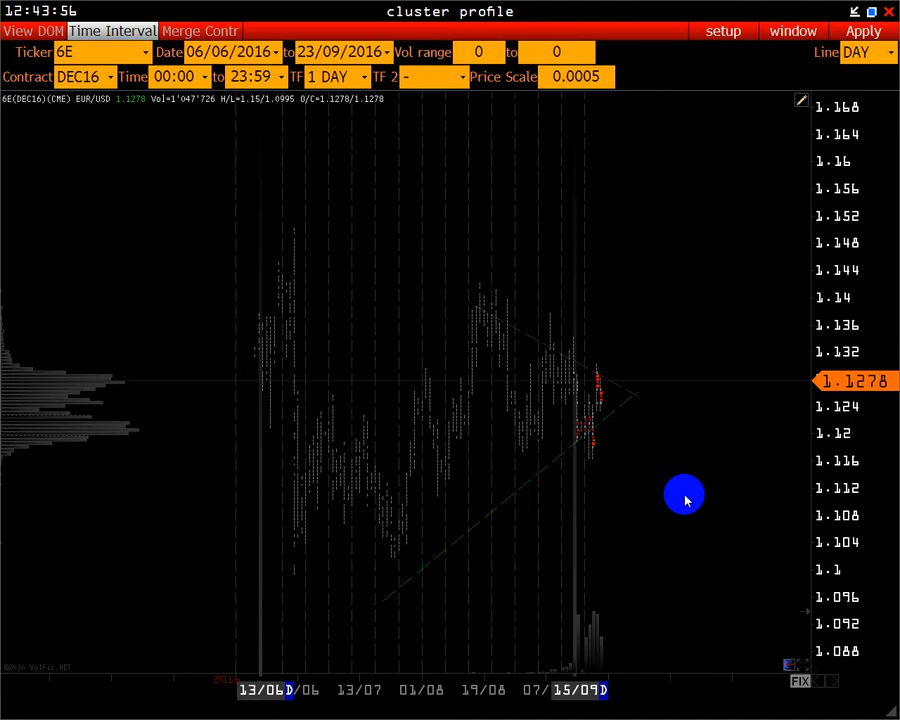 12:43:56 cluster profile
View DOM Time Interval Merge Contr setup window Apply
Ticker 6E Date 06/06/2016 to 23/09/2016 Vol range 0 to 0 Line DAY
Contract DEC16 Time 00:00 to 23:59 TF 1 DAY TF 2 - Price Scale 0.0005
6E(DEC16)(CME) EUR/USD 1.1278 Vol=1'047'726 H/L=1.15/1.0995 O/C=1.1278/1.1278
1.168
1.164
1.16
1.156
1.152
1.148
1.144
1.14
1.136
1.132
1.1278
1.124
1.12
1.116
1.112
1.108
1.104
1.1
1.096
1.092
1.088
©2016 VolFix.NET
2016
FIX
13/06D /06 13/07 01/08 19/08 07/ 15/09D